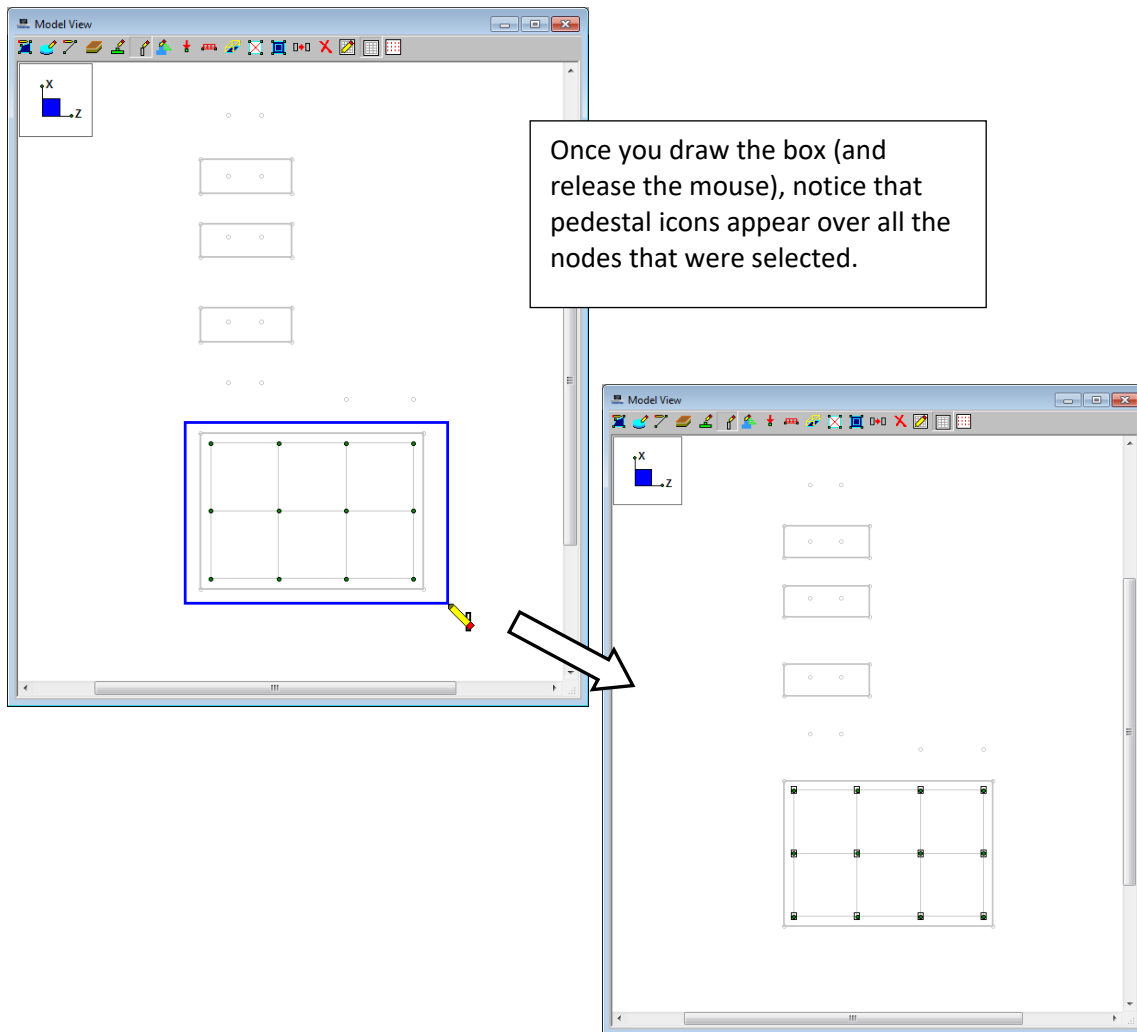 Model View
X
Z
Once you draw the box (and
release the mouse), notice that
pedestal icons appear over all the
nodes that were selected.
Model View
X
Z